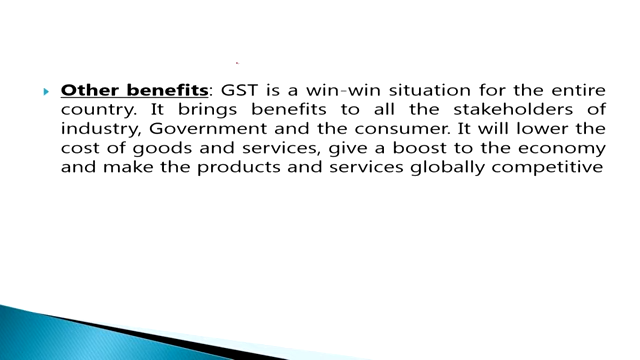 Other benefits: GST is a win-win situation for the entire
country. It brings benefits to all the stakeholders of
industry, Government and the consumer. It will lower the
cost of goods and services, give a boost to the economy
and make the products and services globally competitive